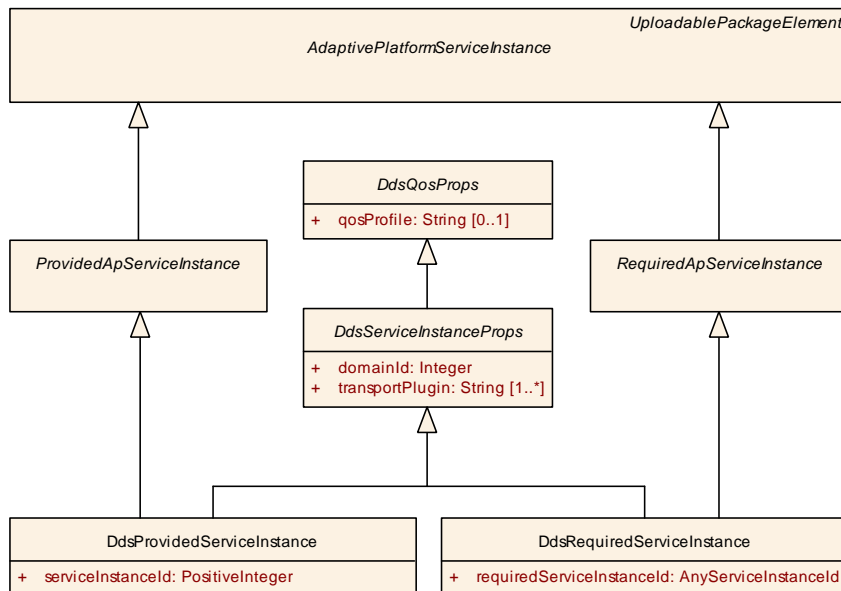 UploadablePackageElement
AdaptivePlatformServiceInstance
DdsQosProps
+ qosProfile: String [0..1]
ProvidedApServiceInstance
RequiredApServiceInstance
DdsServiceInstanceProps
+ domainId: Integer
+ transportPlugin: String [1..*]
DdsProvidedServiceInstance
+ serviceInstanceId: PositiveInteger
DdsRequiredServiceInstance
+ requiredServiceInstanceId: AnyServiceInstanceId